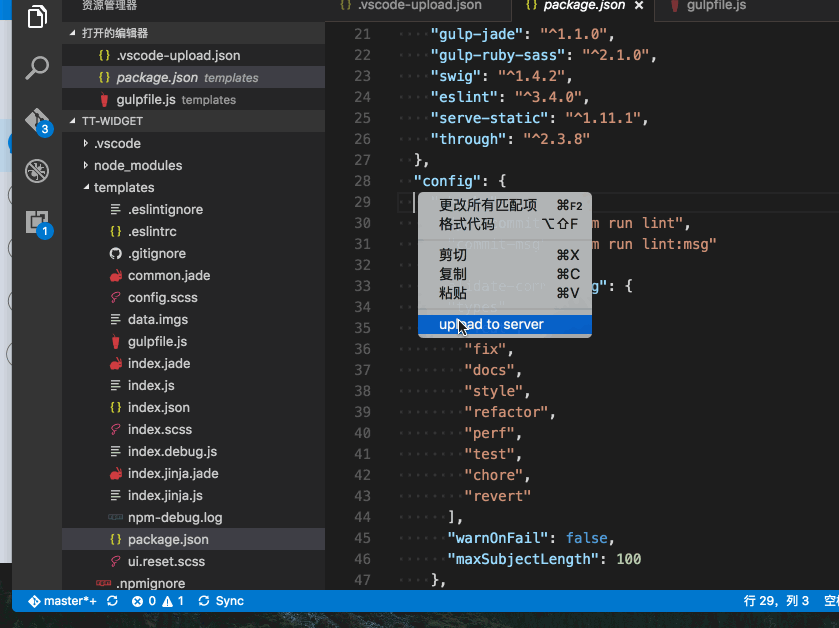 资源管理器
打开的编辑器
{} .vscode-upload.json
{} package.json templates
gulpfile.js templates
TT-WIDGET
.vscode
node_modules
templates
.eslintignore
{} .eslintrc
.gitignore
common.jade
config.scss
data.imgs
gulpfile.js
index.jade
index.js
{} index.json
index.scss
index.debug.js
index.jinja.jade
index.jinja.js
npm-debug.log
{} package.json
ui.reset.scss
.npmignore
3
1
{} .vscode-upload.json
{} package.json ×
gulpfile.js
21 "gulp-jade": "^1.1.0",
22 "gulp-ruby-sass": "^2.1.0",
23 "swig": "^1.4.2",
24 "eslint": "^3.4.0",
25 "serve-static": "^1.11.1",
26 "through": "^2.3.8"
27 },
28 "config": {
29
30 run lint",
31 run lint:msg"
32
33 g": {
34
35
36 "fix",
37 "docs",
38 "style",
39 "refactor",
40 "perf",
41 "test",
42 "chore",
43 "revert"
44 ],
45 "warnOnFail": false,
46 "maxSubjectLength": 100
47 },
更改所有匹配项 ⌘F2
格式代码 ⌥⇧F
剪切 ⌘X
复制 ⌘C
粘贴 ⌘V
upload to server
master*+ 0 1 Sync
行 29，列 3